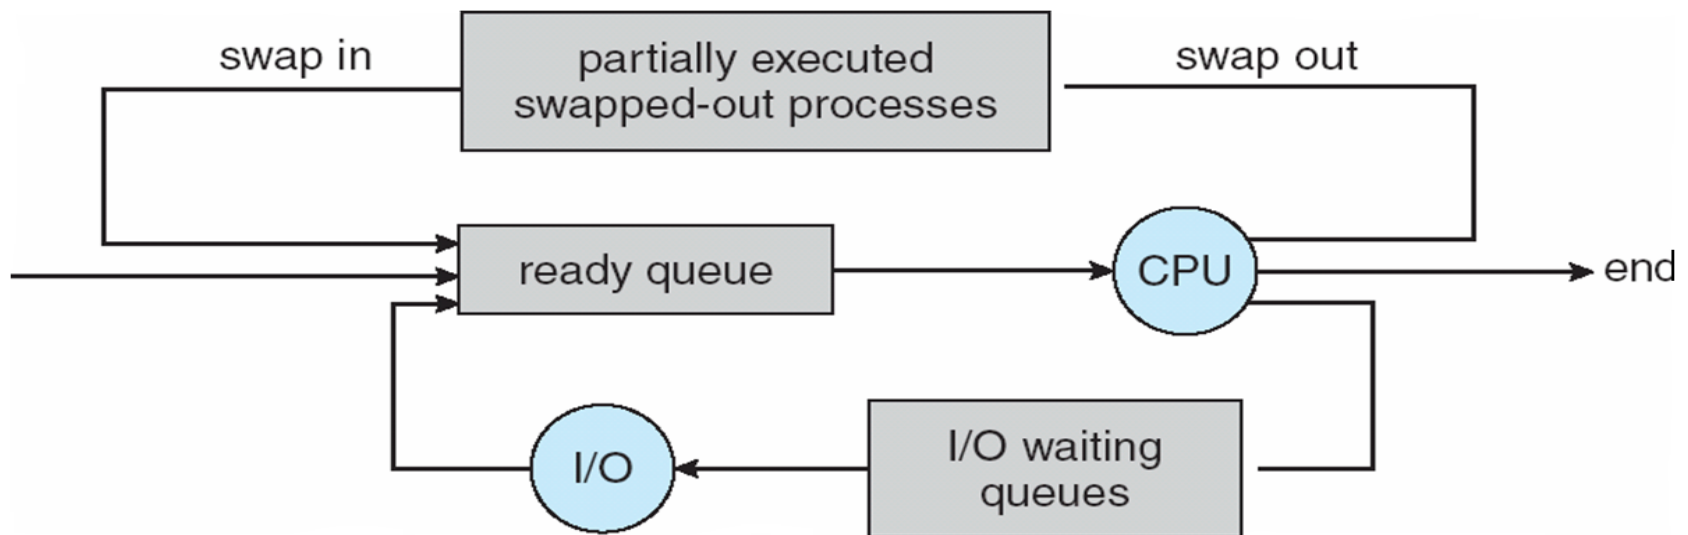 swap in
partially executed
swapped-out processes
swap out
ready queue
CPU
end
I/O
I/O waiting
queues